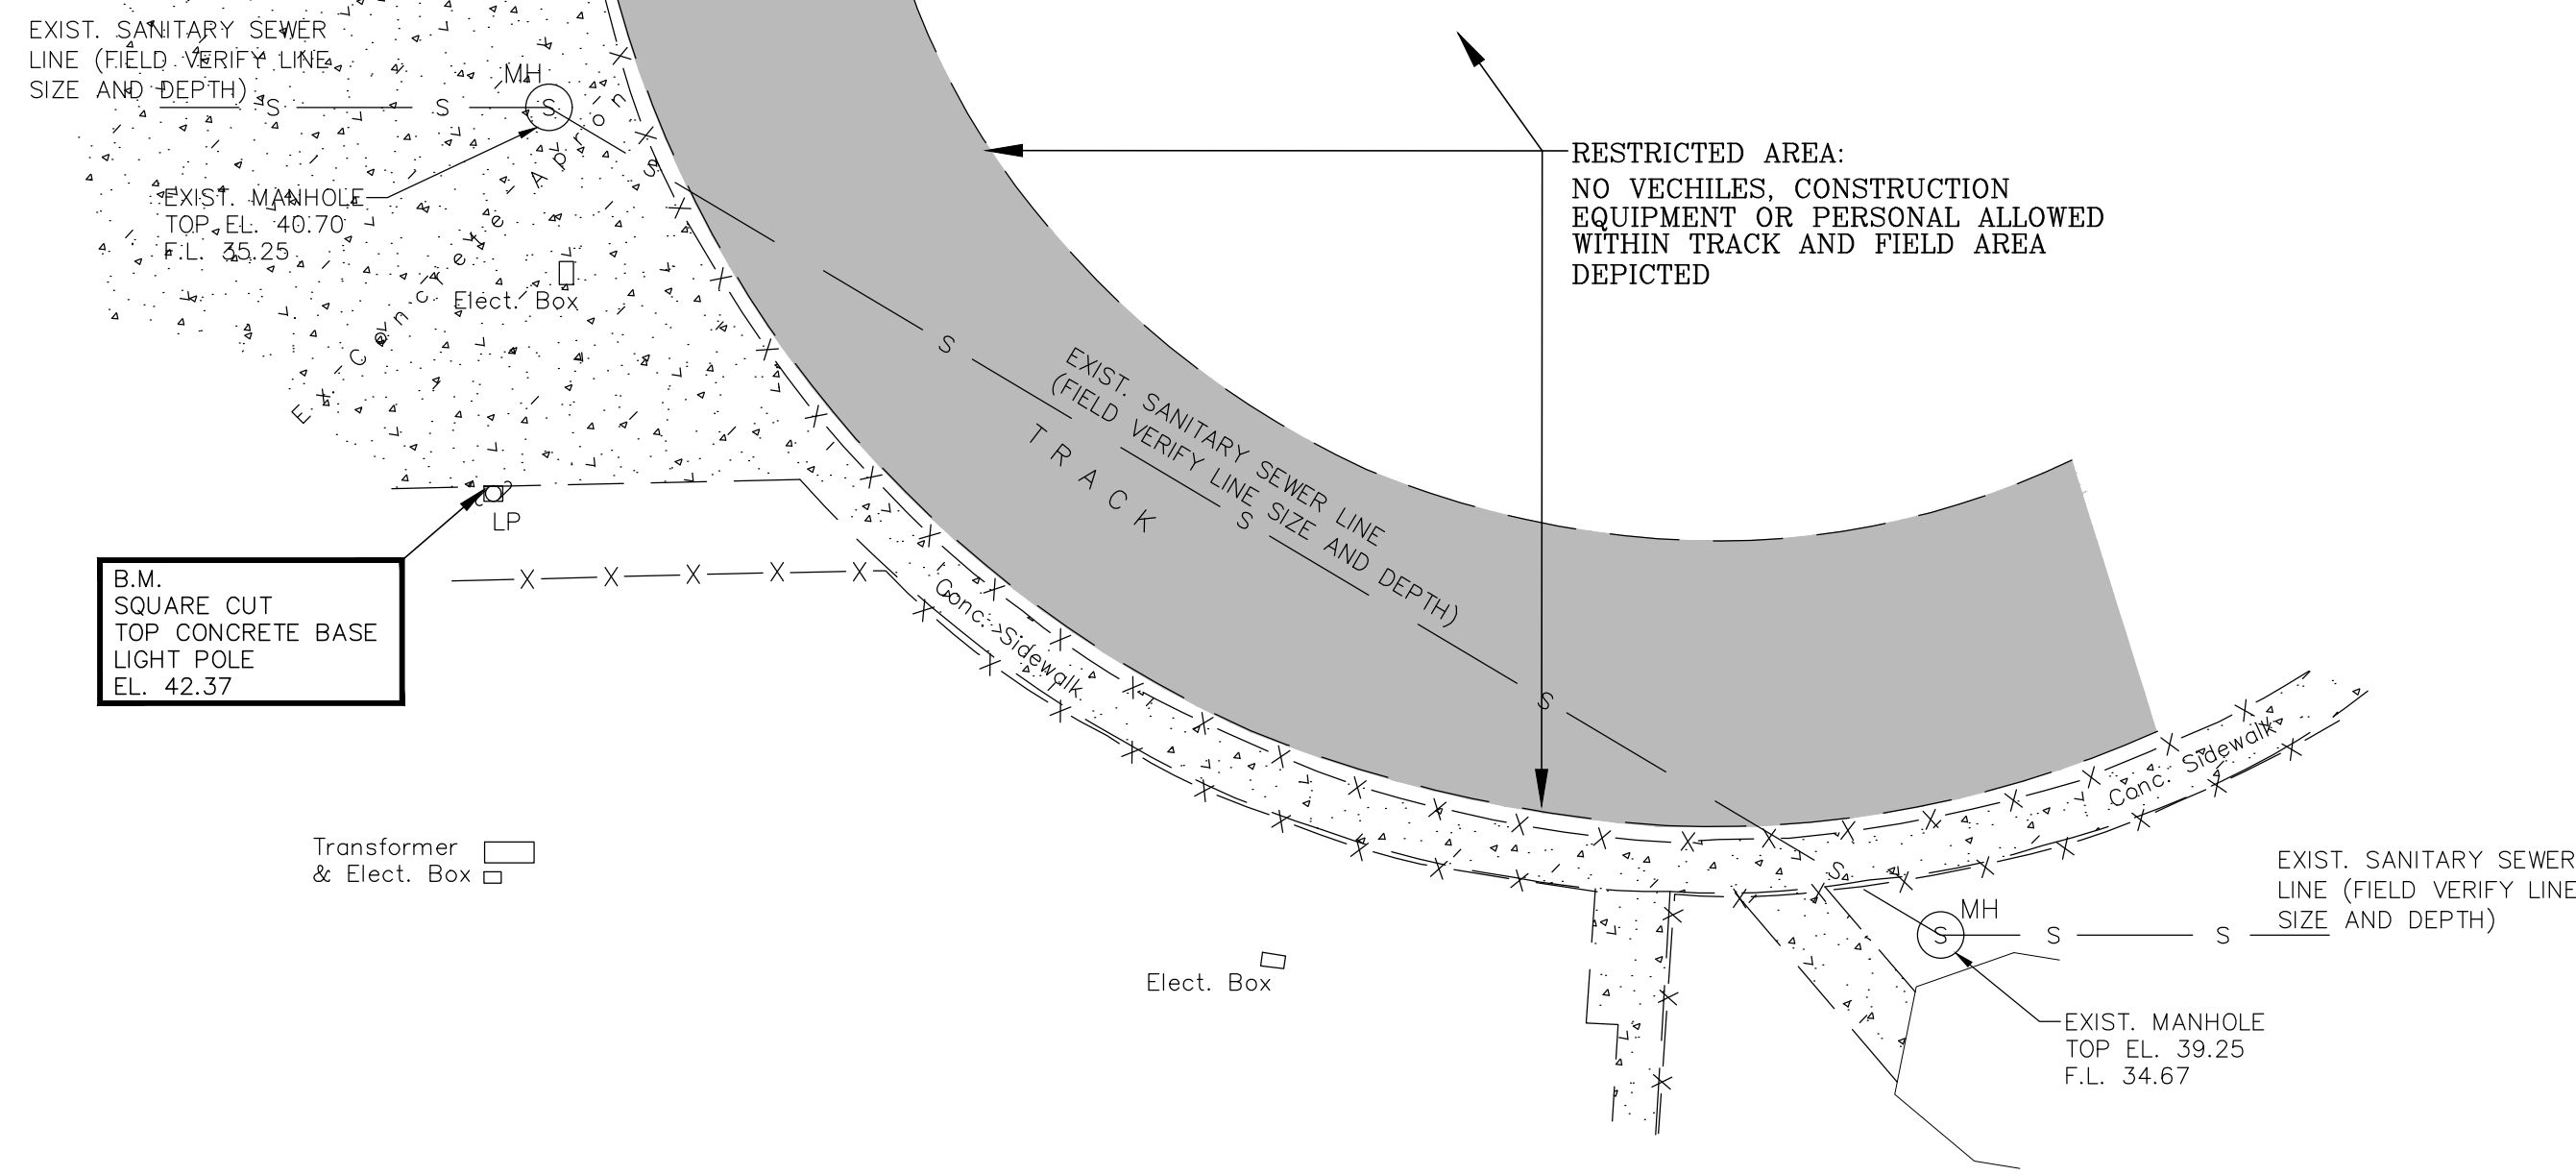 EXIST. SANITARY SEWER
LINE (FIELD VERIFY LINE
SIZE AND DEPTH)
S
S
MH
S
S
EXIST. MANHOLE
TOP EL. 40.70
F.L. 35.25
Ex. Concrete Apron
Elect. Box
RESTRICTED AREA:
NO VECHILES, CONSTRUCTION
EQUIPMENT OR PERSONAL ALLOWED
WITHIN TRACK AND FIELD AREA
DEPICTED
S
EXIST. SANITARY SEWER LINE
(FIELD VERIFY LINE SIZE AND DEPTH)
TRACK
S
S
LP
B.M.
SQUARE CUT
TOP CONCRETE BASE
LIGHT POLE
EL. 42.37
X X X X X
Conc. Sidewalk
Conc. Sidewalk
Transformer
& Elect. Box
Elect. Box
S
MH
S
S
S
EXIST. SANITARY SEWER
LINE (FIELD VERIFY LINE
SIZE AND DEPTH)
EXIST. MANHOLE
TOP EL. 39.25
F.L. 34.67